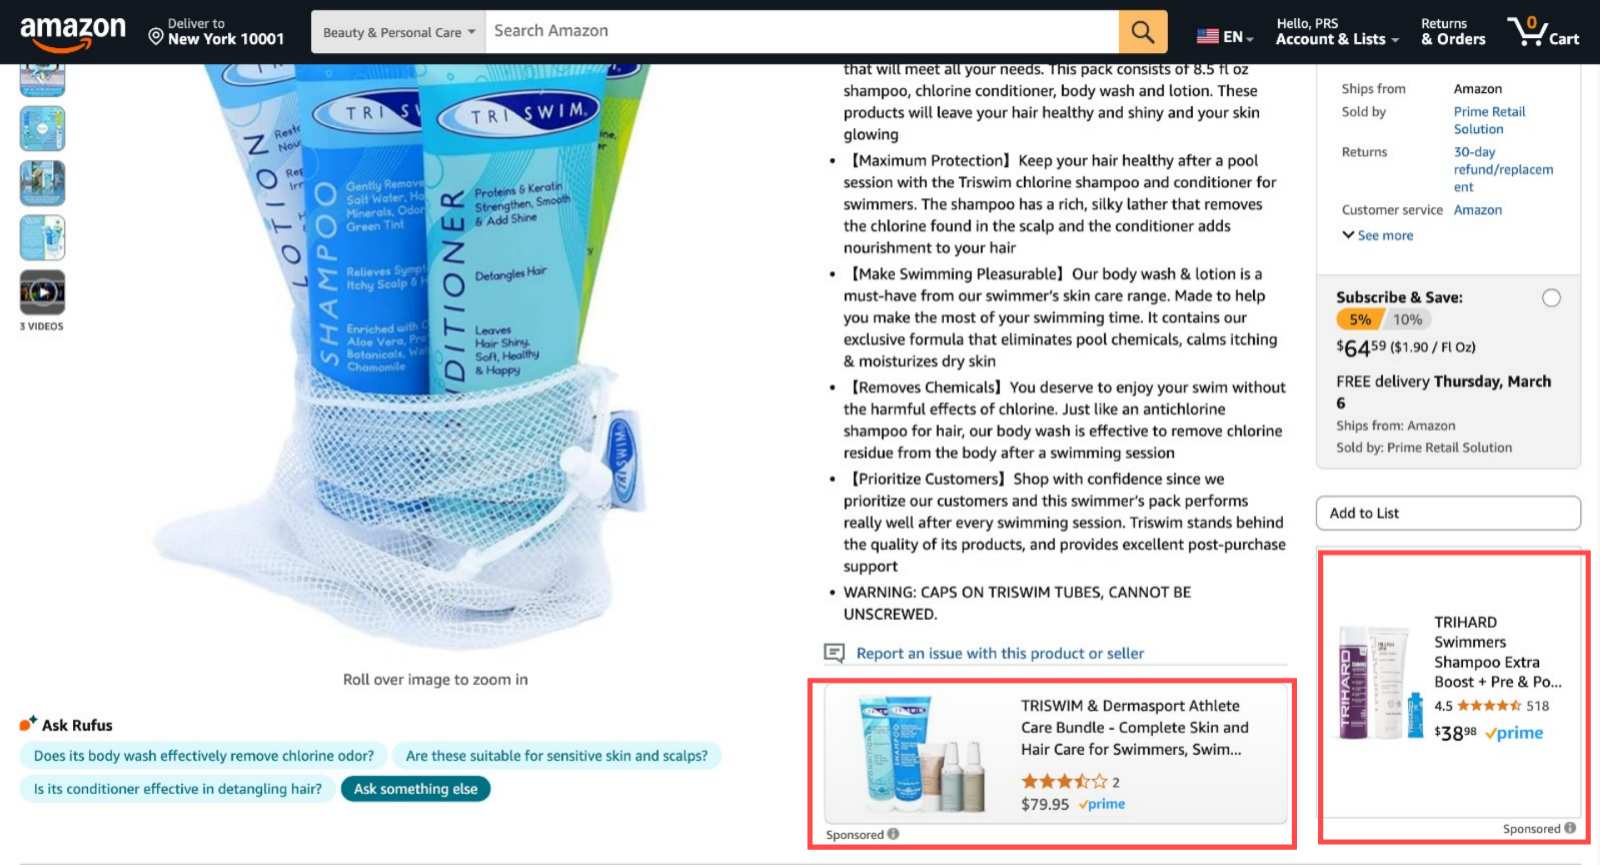 amazon
Deliver to
New York 10001
Beauty & Personal Care
Search Amazon
EN
Hello, PRS
Account & Lists
Returns
& Orders
0
Cart
3 VIDEOS
TRISWIM
TRI SWIM
LOTION
SHAMPOO
Gently Remove
Salt Water,
Minerals, Odor
Green Tint
Relieves
Itchy Scalp &
Enriched with
Aloe Vera,
Botanicals,
Chamomile
DITIONER
Proteins & Keratin
Strengthen, Smooth
& Add Shine
Detangles Hair
Leaves
Hair Shiny,
Soft, Healthy
& Happy
TRISWIM
Roll over image to zoom in
Ask Rufus
Does its body wash effectively remove chlorine odor?
Are these suitable for sensitive skin and scalps?
Is its conditioner effective in detangling hair?
Ask something else
that will meet all your needs. This pack consists of 8.5 fl oz
shampoo, chlorine conditioner, body wash and lotion. These
products will leave your hair healthy and shiny and your skin
glowing
• 【Maximum Protection】Keep your hair healthy after a pool
session with the Triswim chlorine shampoo and conditioner for
swimmers. The shampoo has a rich, silky lather that removes
the chlorine found in the scalp and the conditioner adds
nourishment to your hair
• 【Make Swimming Pleasurable】Our body wash & lotion is a
must-have from our swimmer's skin care range. Made to help
you make the most of your swimming time. It contains our
exclusive formula that eliminates pool chemicals, calms itching
& moisturizes dry skin
• 【Removes Chemicals】You deserve to enjoy your swim without
the harmful effects of chlorine. Just like an antichlorine
shampoo for hair, our body wash is effective to remove chlorine
residue from the body after a swimming session
• 【Prioritize Customers】Shop with confidence since we
prioritize our customers and this swimmer's pack performs
really well after every swimming session. Triswim stands behind
the quality of its products, and provides excellent post-purchase
support
• WARNING: CAPS ON TRISWIM TUBES, CANNOT BE
UNSCREWED.
Report an issue with this product or seller
TRISWIM
CONDITIONER
SHAMPOO
TRISWIM & Dermasport Athlete
Care Bundle - Complete Skin and
Hair Care for Swimmers, Swim...
2
$79.95 prime
Sponsored
Ships from Amazon
Sold by Prime Retail
Solution
Returns 30-day
refund/replacem
ent
Customer service Amazon
See more
Subscribe & Save:
5% 10%
$64 59 ($1.90 / Fl Oz)
FREE delivery Thursday, March
6
Ships from: Amazon
Sold by: Prime Retail Solution
Add to List
TRIHARD
TRIHARD
TRIHARD
Swimmers
Shampoo Extra
Boost + Pre & Po...
4.5 518
$38 98 prime
Sponsored